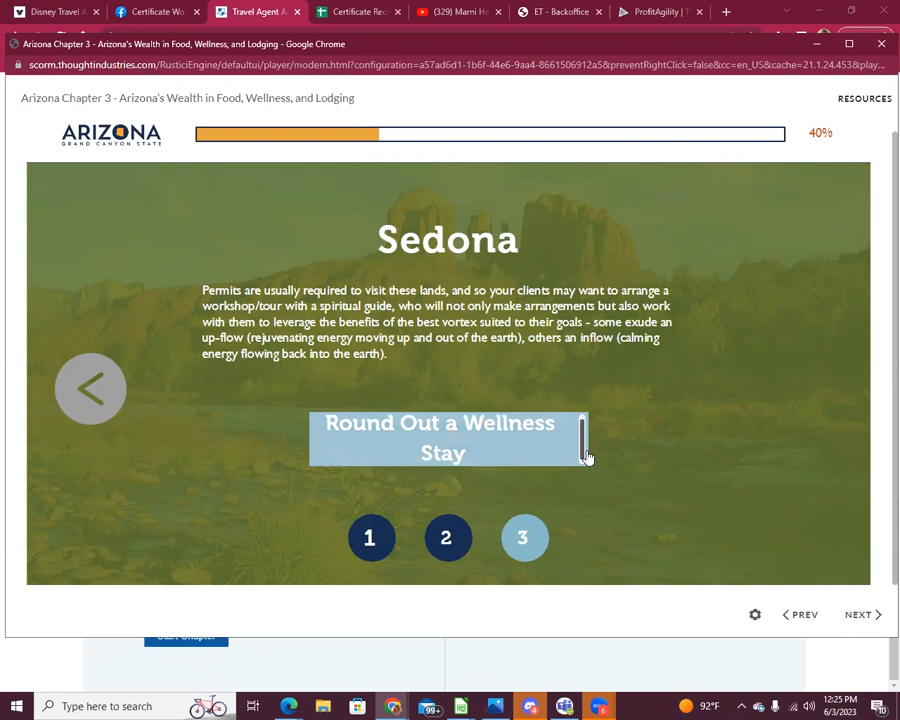 Disney Travel A
Certificate Wo
Travel Agent A
Certificate Rec
(329) Marni He
ET - Backoffice
ProfitAgility | T
Arizona Chapter 3 - Arizona's Wealth in Food, Wellness, and Lodging - Google Chrome
scorm.thoughtindustries.com/RusticiEngine/defaultui/player/modern.html?configuration=a57ad6d1-1b6f-44e6-9aa4-8661506912a5&preventRightClick=false&cc=en_US&cache=21.1.24.453&play...
Arizona Chapter 3 - Arizona's Wealth in Food, Wellness, and Lodging
RESOURCES
ARIZONA
GRAND CANYON STATE
40%
Sedona
Permits are usually required to visit these lands, and so your clients may want to arrange a
workshop/tour with a spiritual guide, who will not only make arrangements but also work
with them to leverage the benefits of the best vortex suited to their goals - some exude an
up-flow (rejuvenating energy moving up and out of the earth), others an inflow (calming
energy flowing back into the earth).
Round Out a Wellness
Stay
1 2 3
PREV
NEXT
Start Chapter
Type here to search
99+
4
6
92°F
12:25 PM
6/3/2023
10